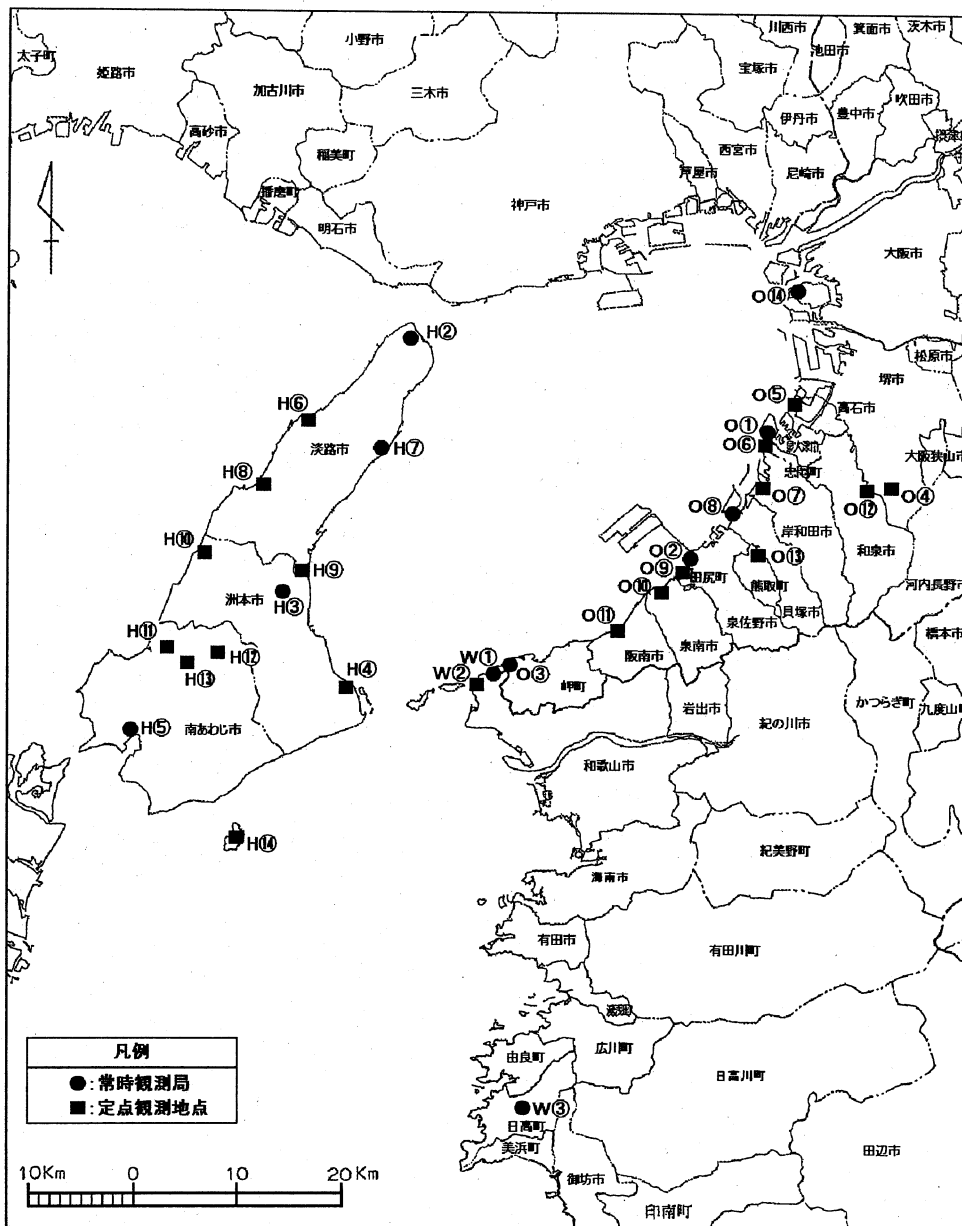 太子町
姫路市
加古川市
小野市
三木市
高砂市
稲美町
播磨町
明石市
神戸市
川西市
池田市
箕面市
茨木市
宝塚市
伊丹市
豊中市
吹田市
西宮市
芦屋市
尼崎市
大阪市
O⑭
松原市
堺市
O⑤
高石市
O①
O⑥
忠岡町
大阪狭山市
O⑦
O⑫
O④
O⑧
岸和田市
和泉市
O②
O⑬
O⑨
田尻町
熊取町
O⑩
河内長野市
貝塚市
泉佐野市
橋本市
O⑪
泉南市
阪南市
W①
W②
O③
岬町
岩出市
紀の川市
かつらぎ町
九度山町
和歌山市
H②
H⑥
淡路市
H⑦
H⑧
H⑩
H⑨
洲本市
H③
H⑪
H⑫
H⑬
H④
H⑤
南あわじ市
H⑭
紀美野町
海南市
有田市
有田川町
広川町
由良町
日高川町
W③
日高町
美浜町
御坊市
田辺市
印南町
凡例
●:常時観測局
■:定点観測地点
10Km 0 10 20Km